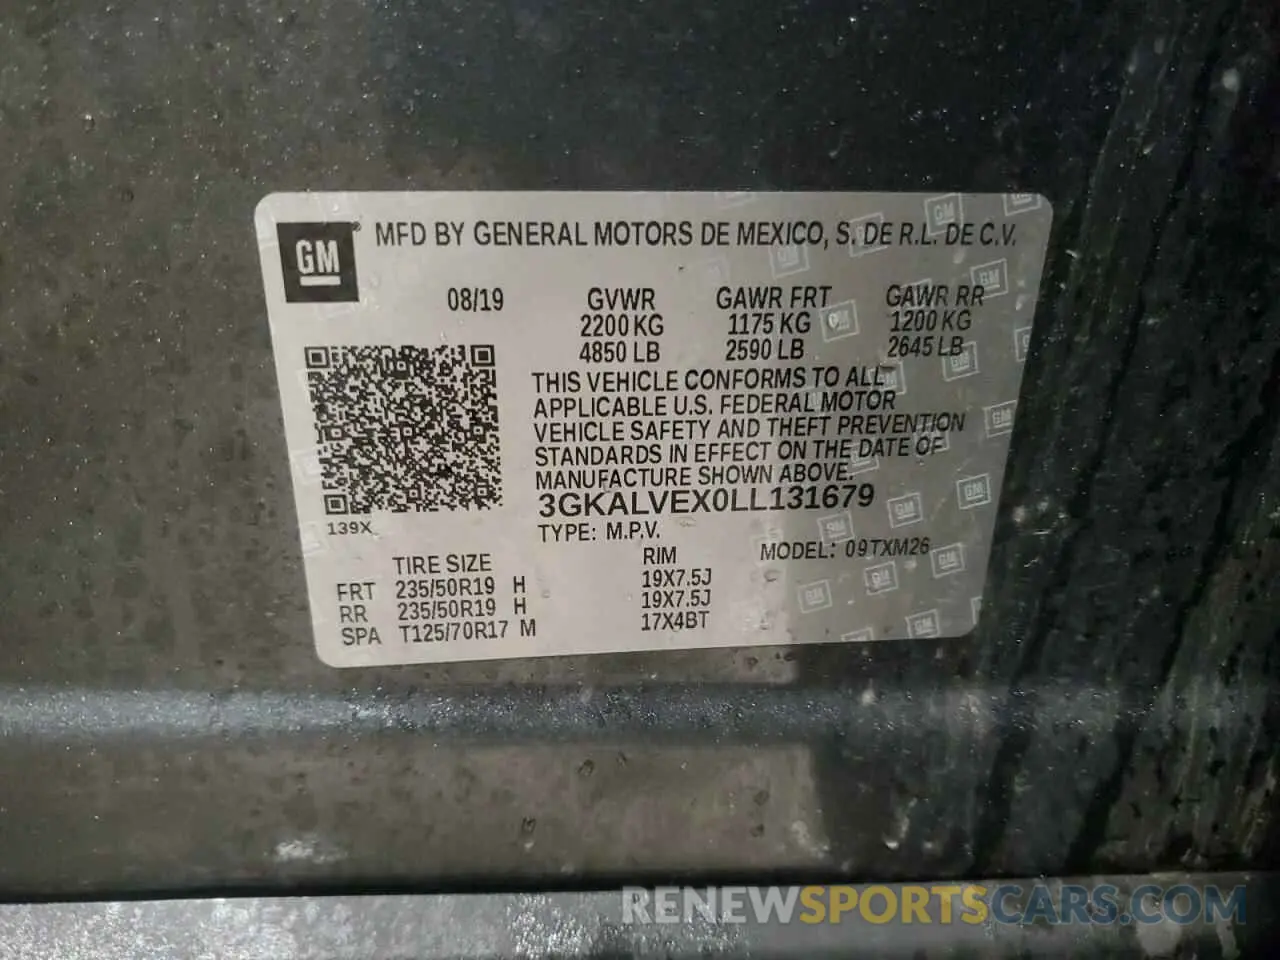 GM® MFD BY GENERAL MOTORS DE MEXICO, S. DE R.L. DE C.V.
08/19 GVWR GAWR FRT GAWR RR
2200 KG 1175 KG 1200 KG
4850 LB 2590 LB 2645 LB
THIS VEHICLE CONFORMS TO ALL
APPLICABLE U.S. FEDERAL MOTOR
VEHICLE SAFETY AND THEFT PREVENTION
STANDARDS IN EFFECT ON THE DATE OF
MANUFACTURE SHOWN ABOVE.
3GKALVEX0LL131679
139X
TYPE: M.P.V.
MODEL: 09TXM26
TIRE SIZE RIM
FRT 235/50R19 H 19X7.5J
RR 235/50R19 H 19X7.5J
SPA T125/70R17 M 17X4BT
RENEWSPORTSCARS.COM